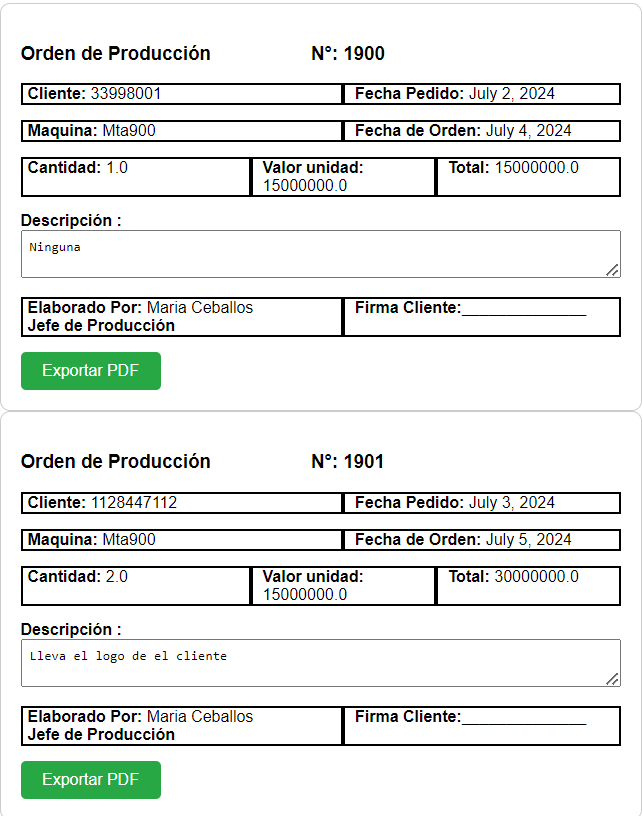 Orden de Producción N°: 1900
Cliente: 33998001 Fecha Pedido: July 2, 2024
Maquina: Mta900 Fecha de Orden: July 4, 2024
Cantidad: 1.0 Valor unidad: Total: 15000000.0
15000000.0
Descripción :
Ninguna
Elaborado Por: Maria Ceballos Firma Cliente:______________
Jefe de Producción
Exportar PDF
Orden de Producción N°: 1901
Cliente: 1128447112 Fecha Pedido: July 3, 2024
Maquina: Mta900 Fecha de Orden: July 5, 2024
Cantidad: 2.0 Valor unidad: Total: 30000000.0
15000000.0
Descripción :
Lleva el logo de el cliente
Elaborado Por: Maria Ceballos Firma Cliente:______________
Jefe de Producción
Exportar PDF